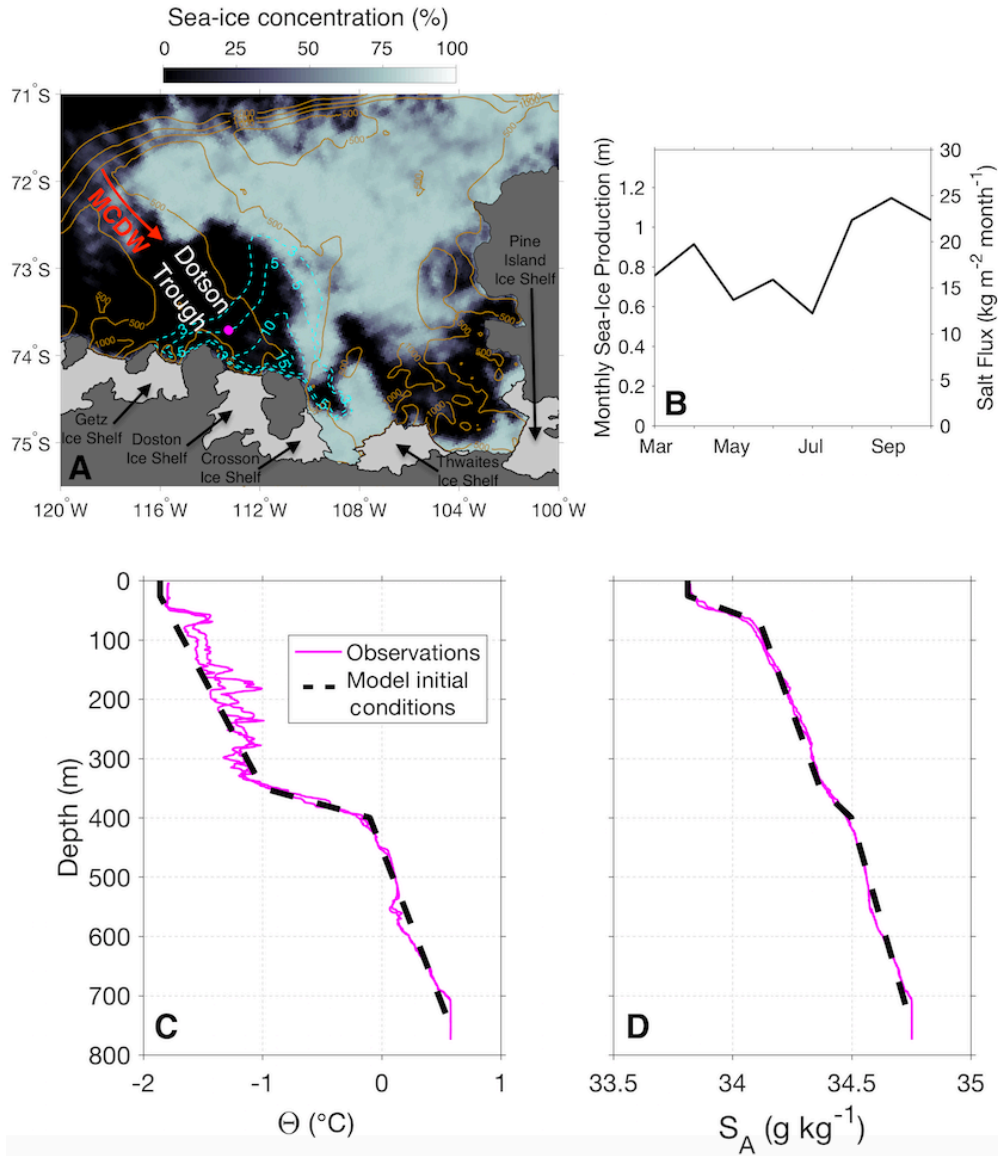 Sea-ice concentration (%)
0 25 50 75 100
71°S
72°S
73°S
74°S
75°S
120°W 116°W 112°W 108°W 104°W 100°W
MCDW
Dotson
Trough
Pine
Island
Ice Shelf
Getz
Ice Shelf
Doston
Ice Shelf
Crosson
Ice Shelf
Thwaites
Ice Shelf
500
1000
5
10
15
A
Monthly Sea-Ice Production (m)
1.2
1
0.8
0.6
0.4
0.2
0
Mar May Jul Sep
30
25
20
15
10
5
0
Salt Flux (kg m⁻² month⁻¹)
B
Depth (m)
0
100
200
300
400
500
600
700
800
Observations
Model initial
conditions
C
-2 -1 0 1
Θ (°C)
D
33.5 34 34.5 35
S_A (g kg⁻¹)